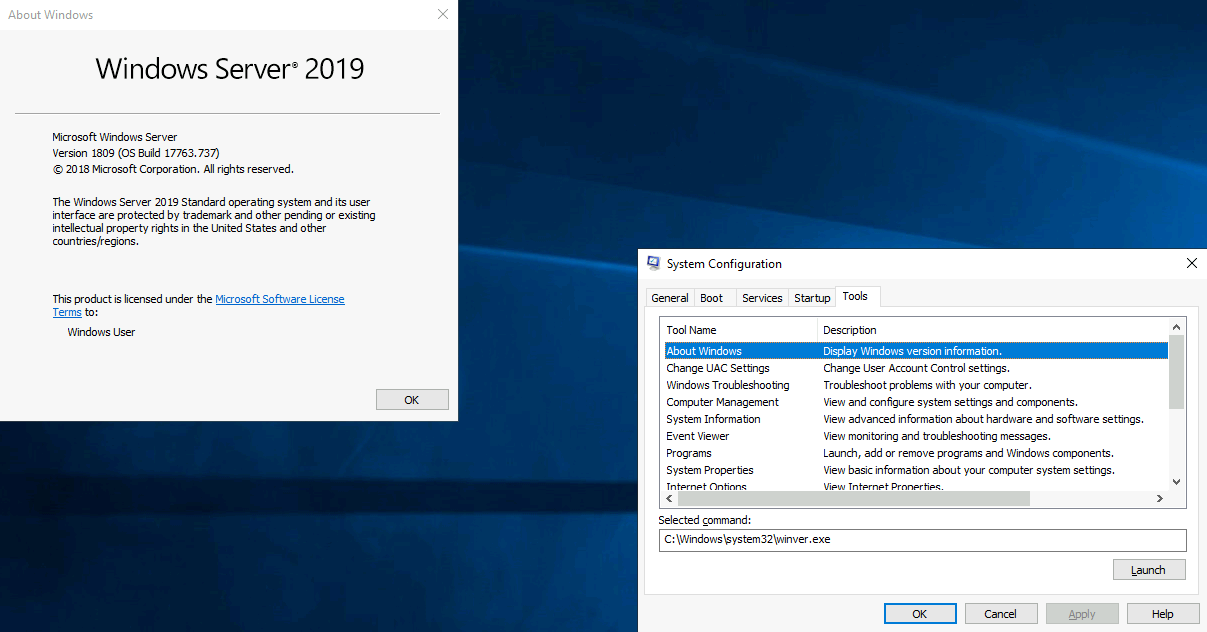 About Windows
Windows Server® 2019
Microsoft Windows Server
Version 1809 (OS Build 17763.737)
© 2018 Microsoft Corporation. All rights reserved.
The Windows Server 2019 Standard operating system and its user
interface are protected by trademark and other pending or existing
intellectual property rights in the United States and other
countries/regions.
This product is licensed under the Microsoft Software License
Terms to:
Windows User
OK
System Configuration
General Boot Services Startup Tools
Tool Name Description
About Windows Display Windows version information.
Change UAC Settings Change User Account Control settings.
Windows Troubleshooting Troubleshoot problems with your computer.
Computer Management View and configure system settings and components.
System Information View advanced information about hardware and software settings.
Event Viewer View monitoring and troubleshooting messages.
Programs Launch, add or remove programs and Windows components.
System Properties View basic information about your computer system settings.
Internet Options View Internet Properties.
Selected command:
C:\Windows\system32\winver.exe
Launch
OK Cancel Apply Help